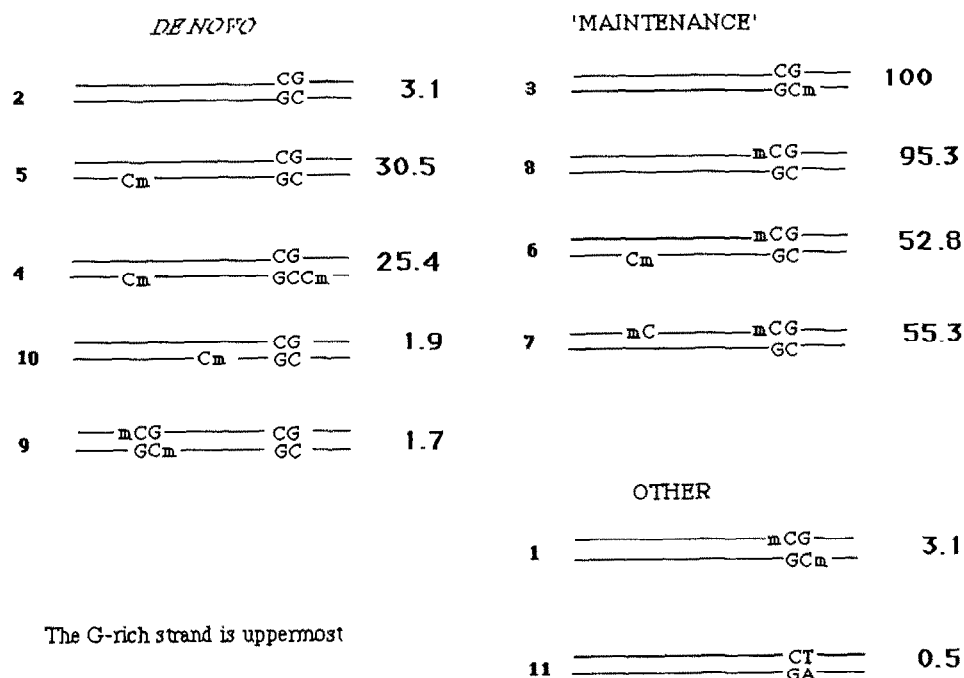 DE NOVO
CG
2 3.1
GC
CG
5 30.5
Cm GC
CG
4 25.4
Cm GCCm
CG
10 1.9
Cm GC
mCG CG
9 1.7
GCm GC
The G-rich strand is uppermost
'MAINTENANCE'
CG
3 100
GCm
mCG
8 95.3
GC
mCG
6 52.8
Cm GC
mC mCG
7 55.3
GC
OTHER
mCG
1 3.1
GCm
CT
11 0.5
GA